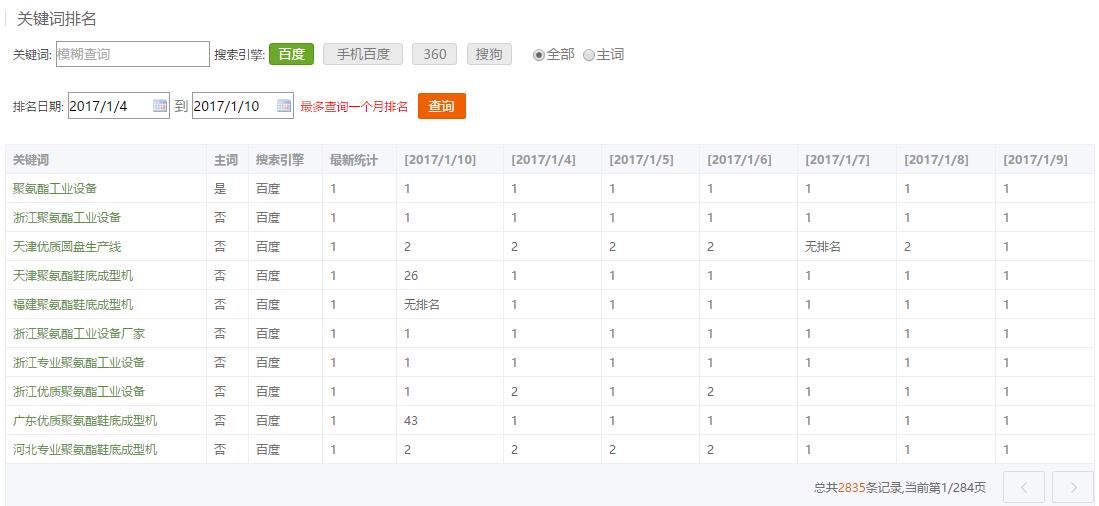 关键词排名
关键词: 模糊查询 搜索引擎: 百度 手机百度 360 搜狗 全部 主词
排名日期: 2017/1/4 到 2017/1/10 最多查询一个月排名 查询
关键词 主词 搜索引擎 最新统计 [2017/1/10] [2017/1/4] [2017/1/5] [2017/1/6] [2017/1/7] [2017/1/8] [2017/1/9]
聚氨酯工业设备 是 百度 1 1 1 1 1 1 1 1
浙江聚氨酯工业设备 否 百度 1 1 1 1 1 1 1 1
天津优质圆盘生产线 否 百度 1 2 2 2 2 无排名 2 1
天津聚氨酯鞋底成型机 否 百度 1 26 1 1 1 1 1 1
福建聚氨酯鞋底成型机 否 百度 1 无排名 1 1 1 1 1 1
浙江聚氨酯工业设备厂家 否 百度 1 1 1 1 1 1 1 1
浙江专业聚氨酯工业设备 否 百度 1 1 1 1 1 1 1 1
浙江优质聚氨酯工业设备 否 百度 1 1 2 1 2 1 1 1
广东优质聚氨酯鞋底成型机 否 百度 1 43 1 1 1 1 1 1
河北专业聚氨酯鞋底成型机 否 百度 1 2 2 2 2 1 1 1
总共2835条记录,当前第1/284页